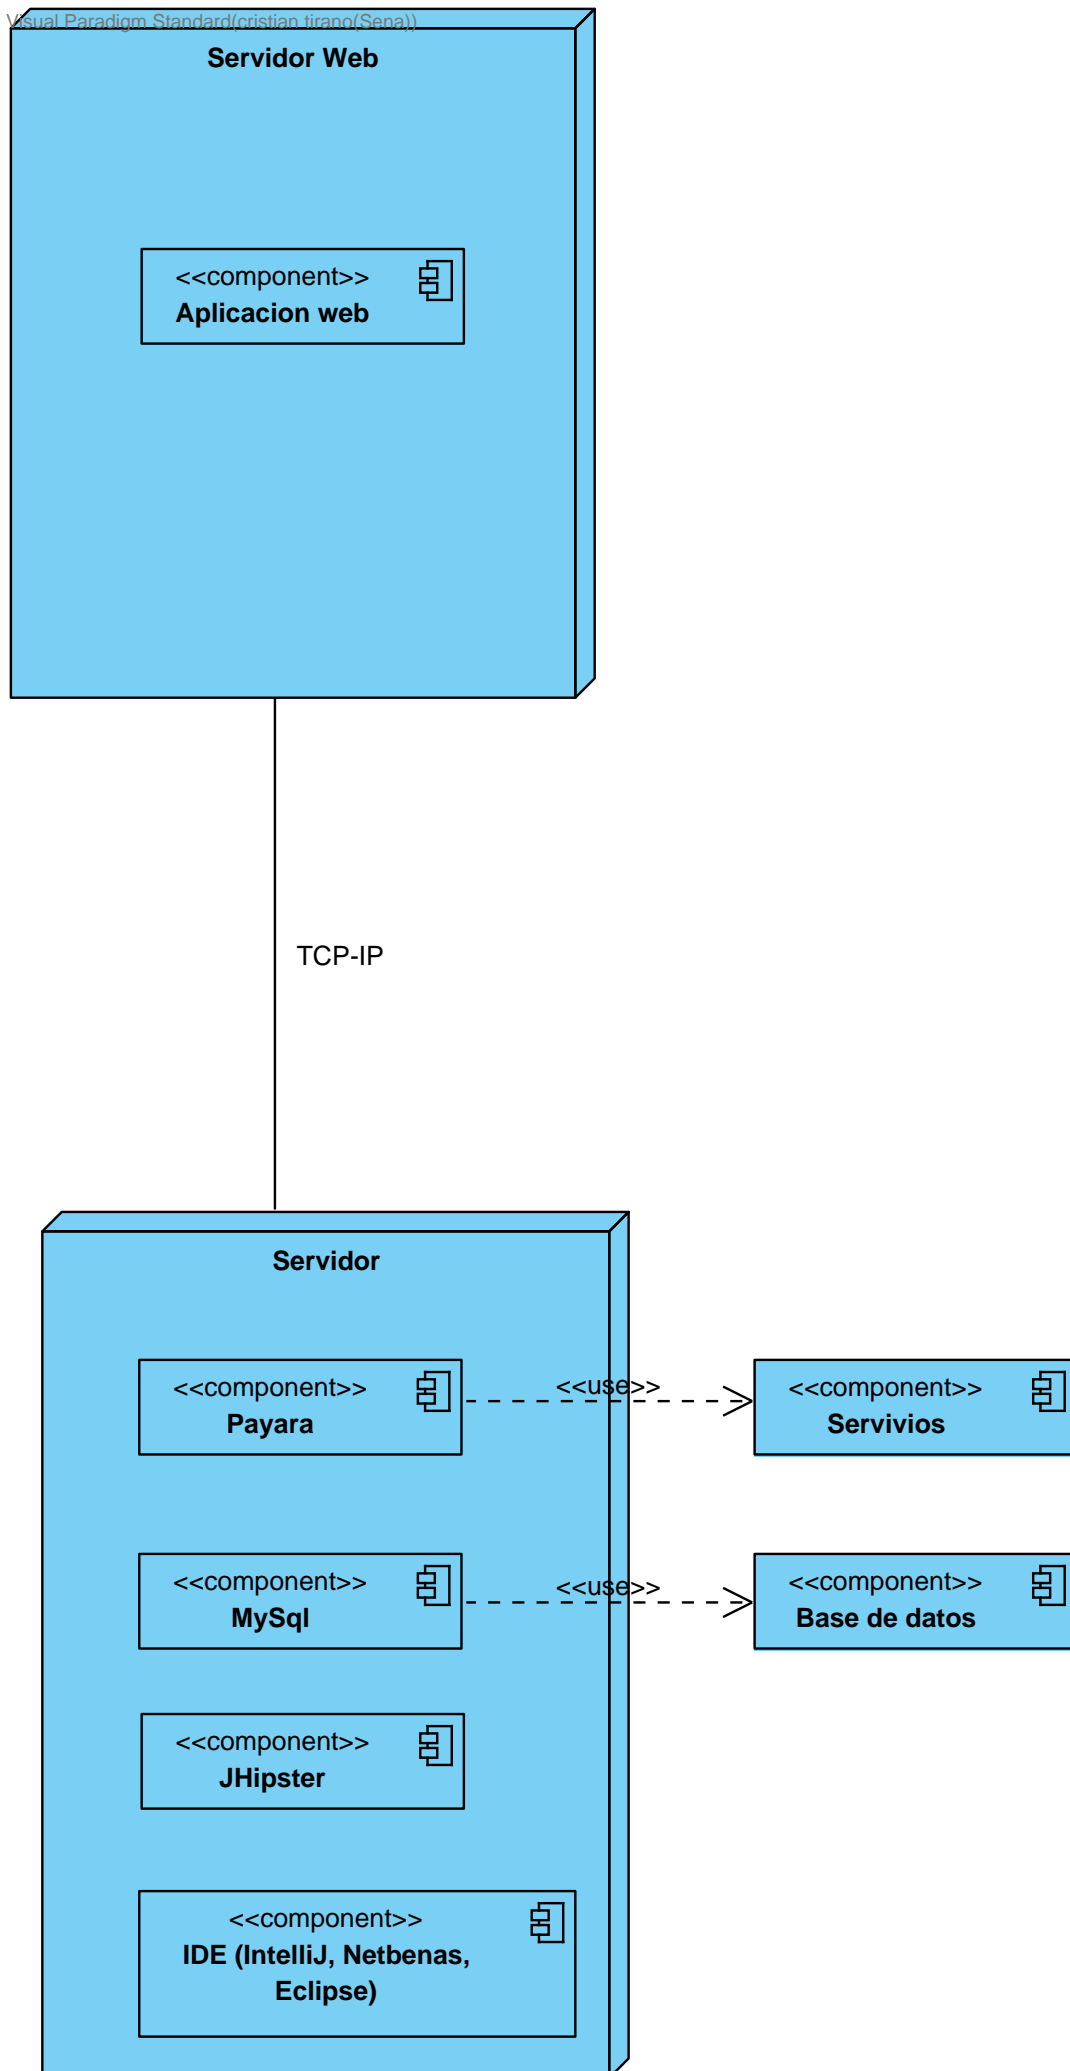 Visual Paradigm Standard(cristian tirano(Sena))
Servidor Web
<<component>>
Aplicacion web
TCP-IP
Servidor
<<component>>
Payara
<<use>>
<<component>>
Servivios
<<component>>
MySql
<<use>>
<<component>>
Base de datos
<<component>>
JHipster
<<component>>
IDE (IntelliJ, Netbenas,
Eclipse)